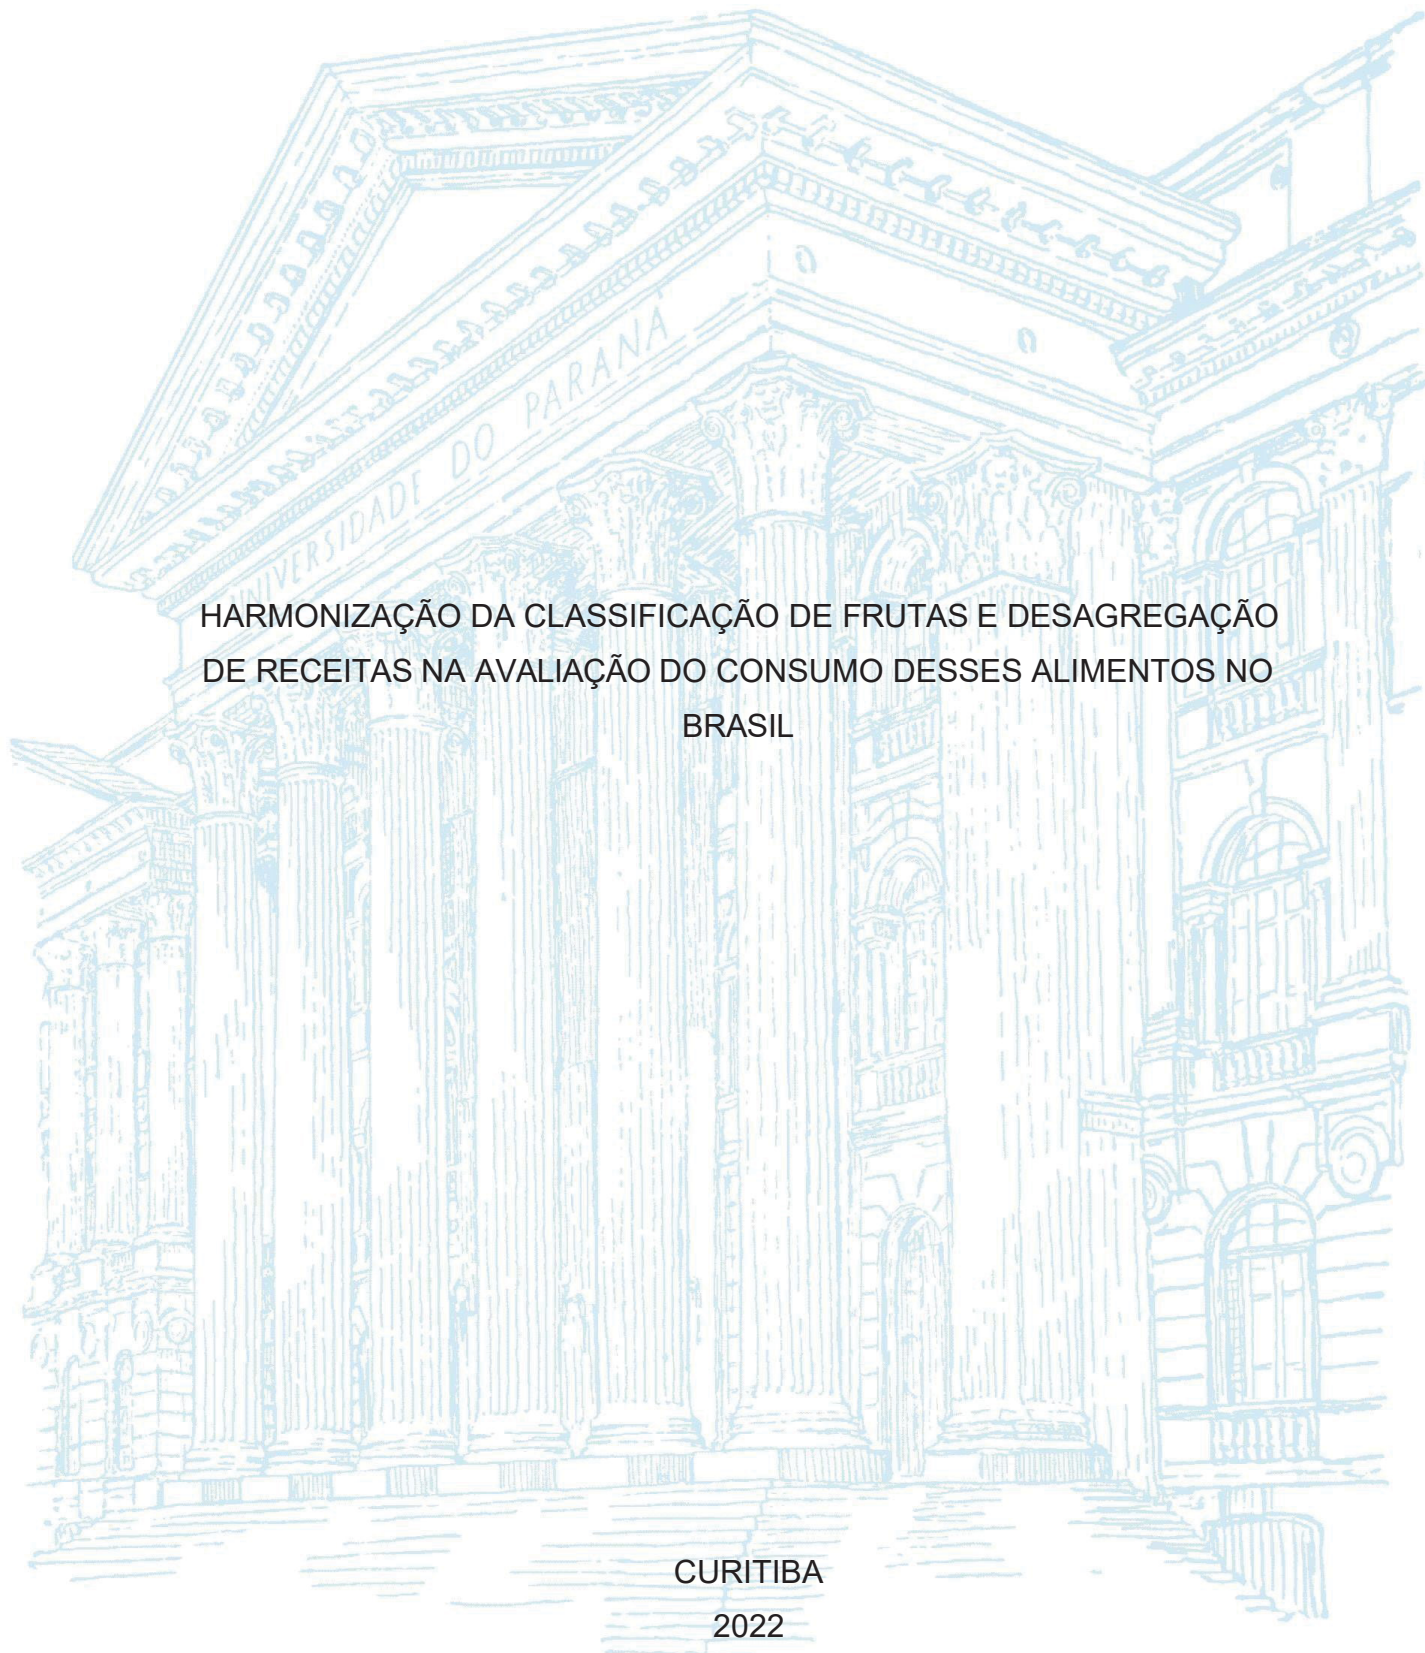 UNIVERSIDADE DO PARANÁ
HARMONIZAÇÃO DA CLASSIFICAÇÃO DE FRUTAS E DESAGREGAÇÃO
DE RECEITAS NA AVALIAÇÃO DO CONSUMO DESSES ALIMENTOS NO
BRASIL
CURITIBA
2022